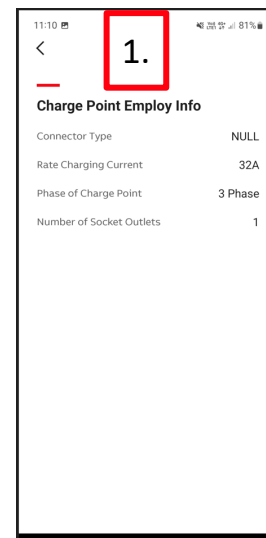 11:10 81%
1.
Charge Point Employ Info
Connector Type NULL
Rate Charging Current 32A
Phase of Charge Point 3 Phase
Number of Socket Outlets 1